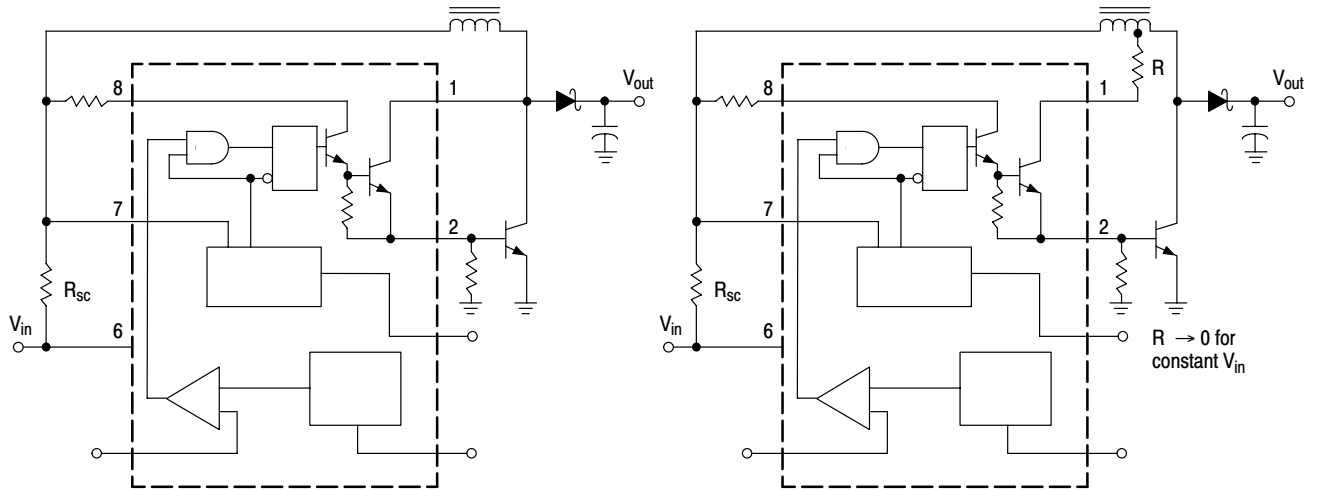 8
1
V_out
7
2
R_sc
V_in
6
R
8
1
V_out
7
2
R_sc
V_in
6
R → 0 for
constant V_in